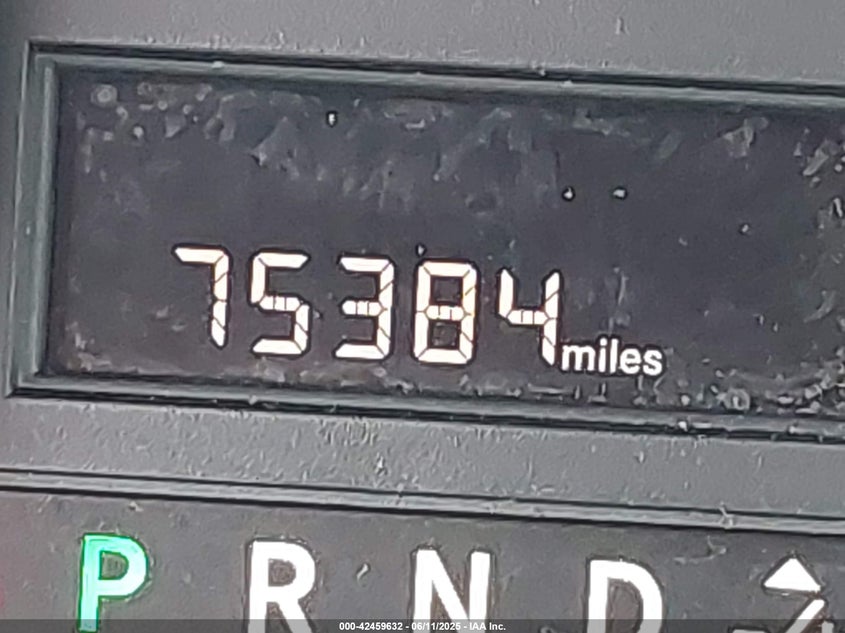 75384 miles
P R N D
000-42459632 - 06/11/2025 - IAA Inc.